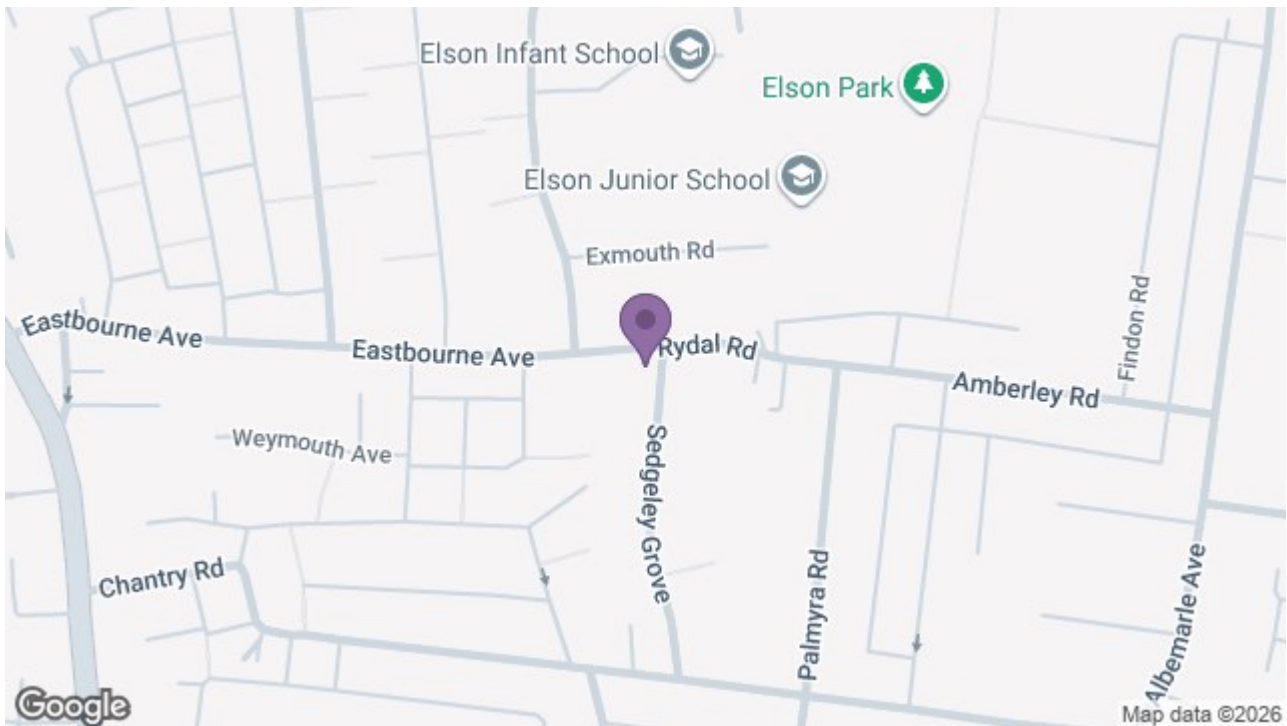 Elson Infant School
Elson Park
Elson Junior School
Exmouth Rd
Eastbourne Ave
Eastbourne Ave
Rydal Rd
Findon Rd
Amberley Rd
Weymouth Ave
Sedgeley Grove
Chantry Rd
Palmyra Rd
Albemarle Ave
Google
Map data ©2026